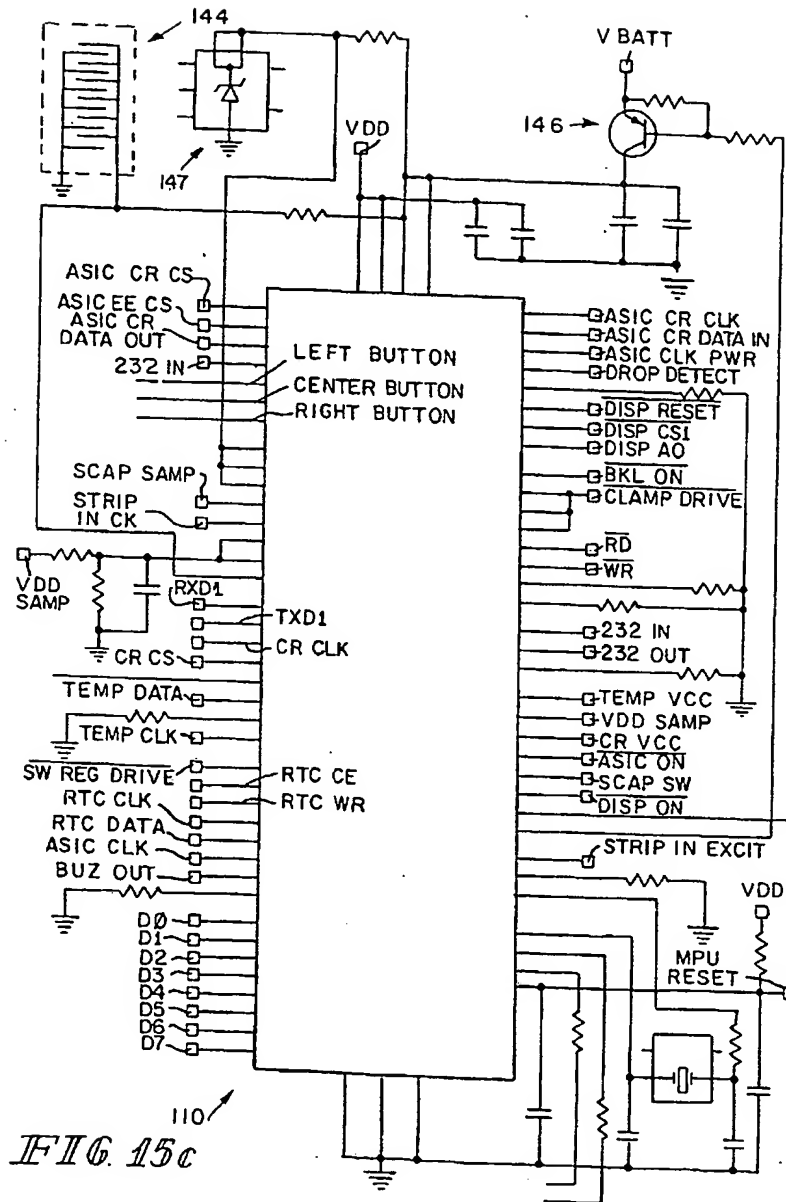 144
147
V BATT
146
VDD
ASIC CR CS
ASIC EE CS
ASIC CR
DATA OUT
232 IN
LEFT BUTTON
CENTER BUTTON
RIGHT BUTTON
SCAP SAMP
STRIP
IN CK
VDD
SAMP
RXD1
TXD1
CR CLK
CR CS
TEMP DATA
TEMP CLK
SW REG DRIVE
RTC CE
RTC WR
RTC CLK
RTC DATA
ASIC CLK
BUZ OUT
DØ
D1
D2
D3
D4
D5
D6
D7
ASIC CR CLK
ASIC CR DATA IN
ASIC CLK PWR
DROP DETECT
DISP RESET
DISP CS1
DISP AO
BKL ON
CLAMP DRIVE
RD
WR
232 IN
232 OUT
TEMP VCC
VDD SAMP
CR VCC
ASIC ON
SCAP SW
DISP ON
STRIP IN EXCIT
VDD
MPU
RESET
110
FIG. 15c